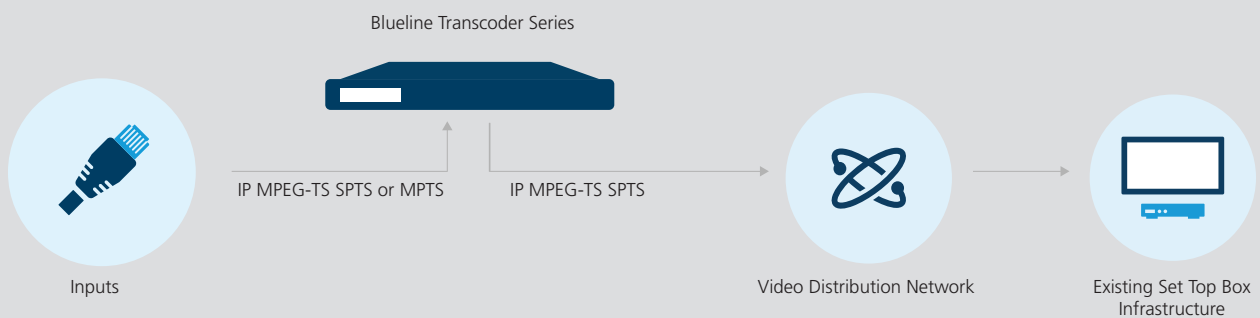 Blueline Transcoder Series
IP MPEG-TS SPTS or MPTS
IP MPEG-TS SPTS
Inputs
Video Distribution Network
Existing Set Top Box
Infrastructure